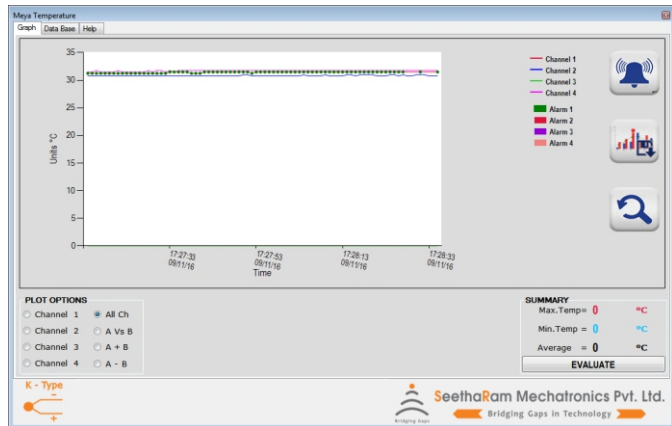 Meya Temperature
Graph Data Base Help
35
30
25
20
15
10
5
0
Units °C
17:27:33
09/11/16
17:27:53
09/11/16
17:28:13
09/11/16
17:28:33
09/11/16
Time
Channel 1
Channel 2
Channel 3
Channel 4
Alarm 1
Alarm 2
Alarm 3
Alarm 4
PLOT OPTIONS
Channel 1 All Ch
Channel 2 A Vs B
Channel 3 A + B
Channel 4 A - B
SUMMARY
Max.Temp= 0 °C
Min.Temp = 0 °C
Average = 0 °C
EVALUATE
K - Type
SeethaRam Mechatronics Pvt. Ltd.
Bridging Gaps in Technology
Bridging Gaps